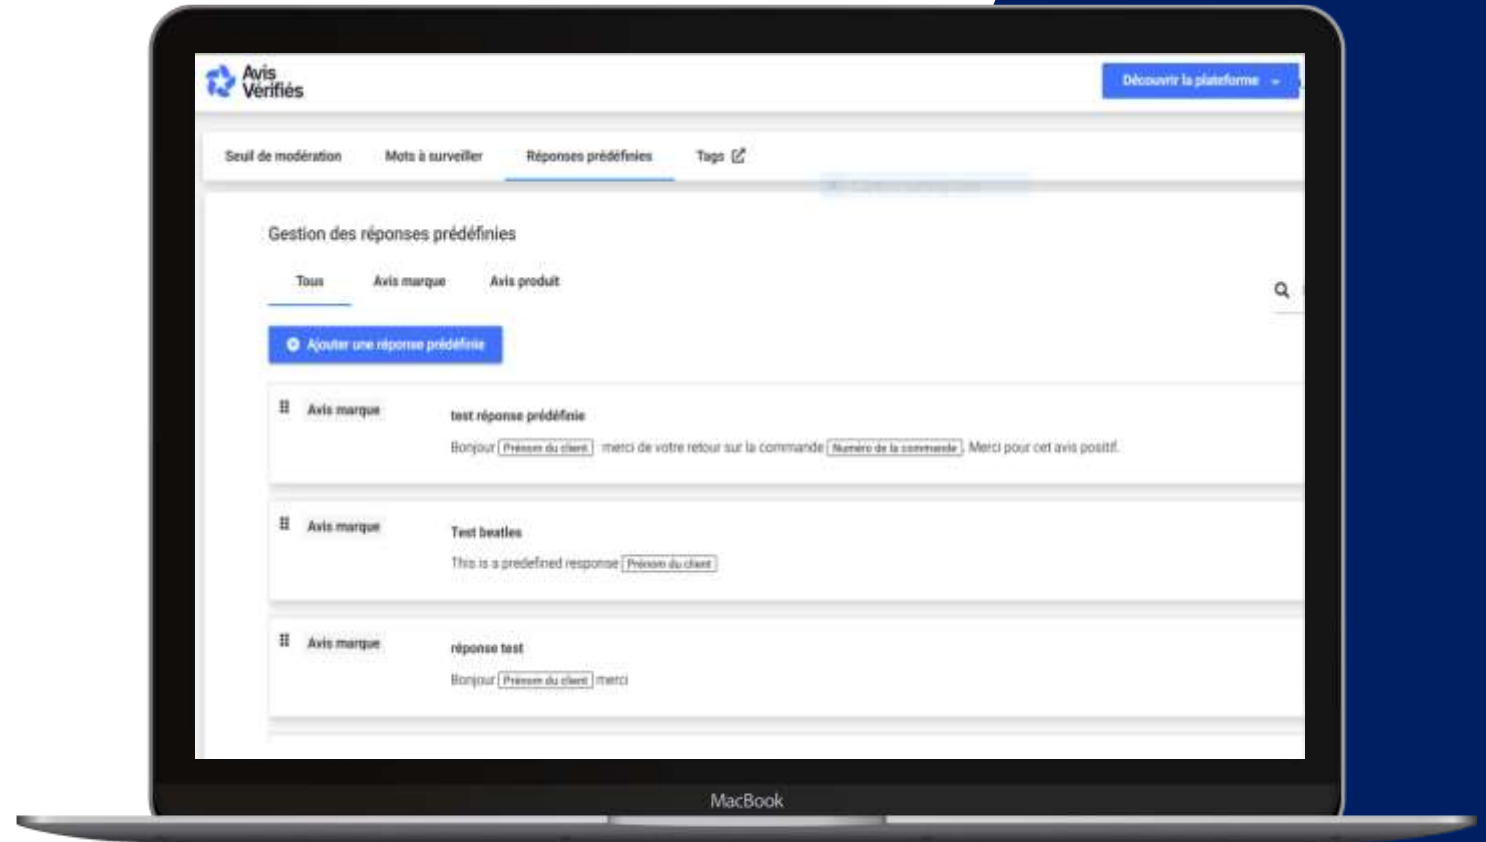 Avis
Vérifiés
Découvrir la plateforme
Seuil de modération Mots à surveiller Réponses prédéfinies Tags
Gestion des réponses prédéfinies
Tous Avis marque Avis produit
Ajouter une réponse prédéfinie
Avis marque test réponse prédéfinie
Bonjour Prénom du client merci de votre retour sur la commande Numéro de la commande. Merci pour cet avis positif.
Avis marque Test beatles
This is a predefined response Prénom du client
Avis marque réponse test
Bonjour Prénom du client merci
MacBook